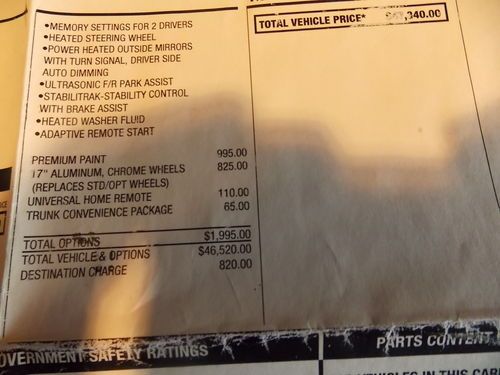 •MEMORY SETTINGS FOR 2 DRIVERS
•HEATED STEERING WHEEL
•POWER HEATED OUTSIDE MIRRORS
WITH TURN SIGNAL, DRIVER SIDE
AUTO DIMMING
•ULTRASONIC F/R PARK ASSIST
•STABILITRAK-STABILITY CONTROL
WITH BRAKE ASSIST
•HEATED WASHER FLUID
•ADAPTIVE REMOTE START
PREMIUM PAINT 995.00
17" ALUMINUM, CHROME WHEELS 825.00
(REPLACES STD/OPT WHEELS)
UNIVERSAL HOME REMOTE 110.00
TRUNK CONVENIENCE PACKAGE 65.00
TOTAL OPTIONS $1,995.00
TOTAL VEHICLE & OPTIONS $46,520.00
DESTINATION CHARGE 820.00
TOTAL VEHICLE PRICE*
GOVERNMENT SAFETY RATINGS
PARTS CONTENT
VEHICLES IN THIS CAR